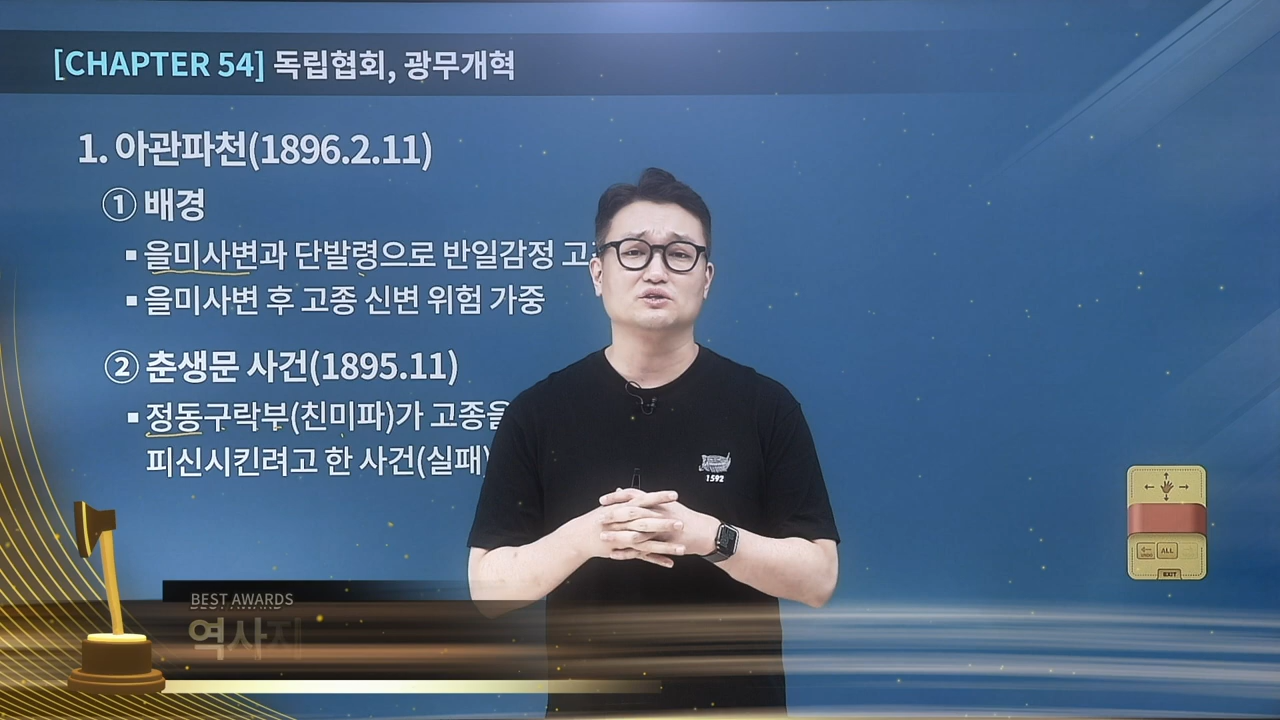 [CHAPTER 54] 독립협회, 광무개혁
1. 아관파천(1896.2.11)
① 배경
▪ 을미사변과 단발령으로 반일감정
▪ 을미사변 후 고종 신변 위험 가중
② 춘생문 사건(1895.11)
▪ 정동구락부(친미파)가 고종을
피신시킨려고 한 사건(실패)
1592
ALL
EXIT
BEST AWARDS
역사